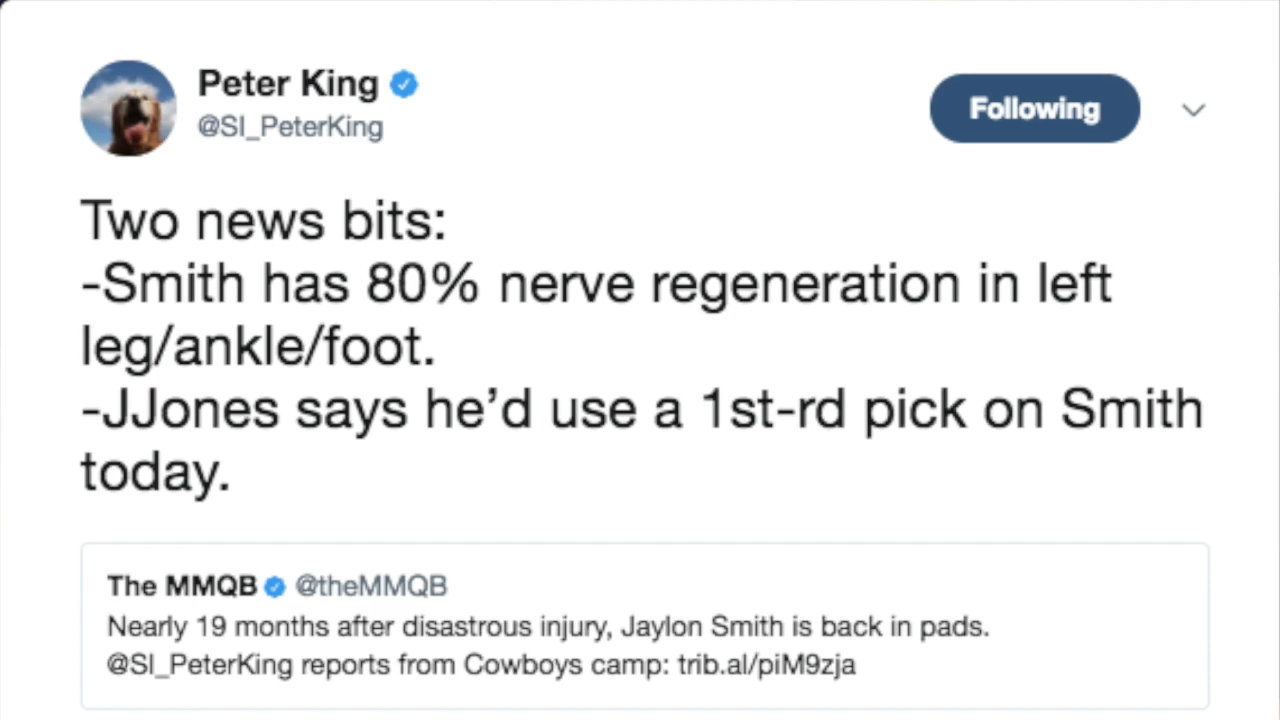 Peter King
@SI_PeterKing
Following
Two news bits:
-Smith has 80% nerve regeneration in left
leg/ankle/foot.
-JJones says he’d use a 1st-rd pick on Smith
today.
The MMQB @theMMQB
Nearly 19 months after disastrous injury, Jaylon Smith is back in pads.
@SI_PeterKing reports from Cowboys camp: trib.al/piM9zja